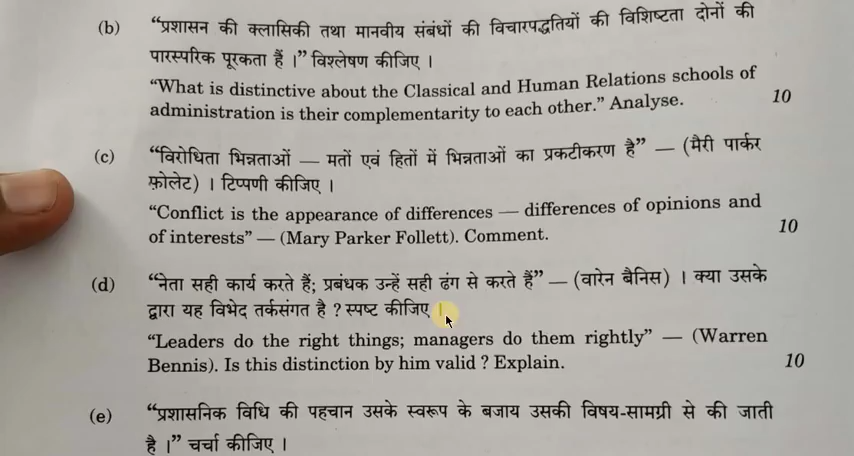 (b) “प्रशासन की क्लासिकी तथा मानवीय संबंधों की विचारपद्धतियों की विशिष्टता दोनों की
पारस्परिक पूरकता हैं ।” विश्लेषण कीजिए ।
“What is distinctive about the Classical and Human Relations schools of
administration is their complementarity to each other.” Analyse. 10
(c) “विरोधिता भिन्नताओं — मतों एवं हितों में भिन्नताओं का प्रकटीकरण है” — (मैरी पार्कर
फ़ोलेट) । टिप्पणी कीजिए ।
“Conflict is the appearance of differences — differences of opinions and
of interests” — (Mary Parker Follett). Comment. 10
(d) “नेता सही कार्य करते हैं; प्रबंधक उन्हें सही ढंग से करते हैं” — (वारेन बैनिस) । क्या उसके
द्वारा यह विभेद तर्कसंगत है ? स्पष्ट कीजिए ।
“Leaders do the right things; managers do them rightly” — (Warren
Bennis). Is this distinction by him valid ? Explain. 10
(e) “प्रशासनिक विधि की पहचान उसके स्वरूप के बजाय उसकी विषय-सामग्री से की जाती
है ।” चर्चा कीजिए ।